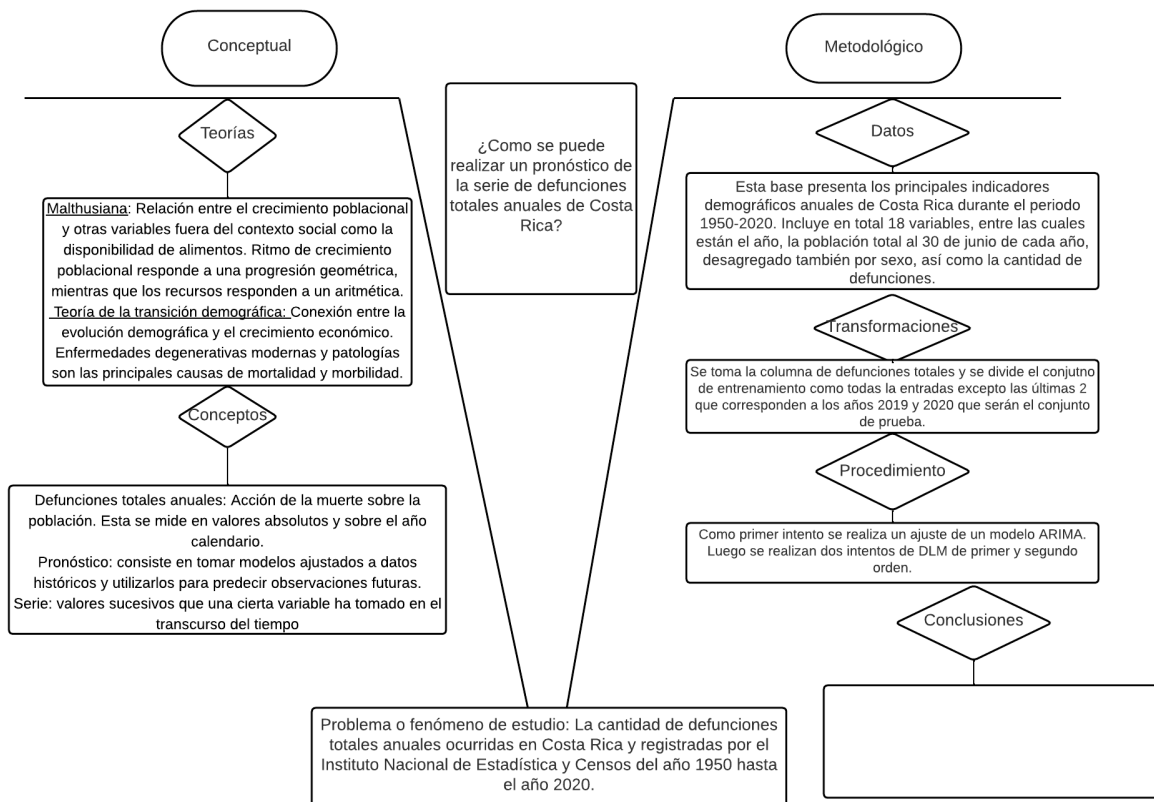 Conceptual
Teorías
Malthusiana: Relación entre el crecimiento poblacional
y otras variables fuera del contexto social como la
disponibilidad de alimentos. Ritmo de crecimiento
poblacional responde a una progresión geométrica,
mientras que los recursos responden a un aritmética.
Teoría de la transición demográfica: Conexión entre la
evolución demográfica y el crecimiento económico.
Enfermedades degenerativas modernas y patologías
son las principales causas de mortalidad y morbilidad.
Conceptos
Defunciones totales anuales: Acción de la muerte sobre la
población. Esta se mide en valores absolutos y sobre el año
calendario.
Pronóstico: consiste en tomar modelos ajustados a datos
históricos y utilizarlos para predecir observaciones futuras.
Serie: valores sucesivos que una cierta variable ha tomado en el
transcurso del tiempo
¿Como se puede
realizar un pronóstico de
la serie de defunciones
totales anuales de Costa
Rica?
Metodológico
Datos
Esta base presenta los principales indicadores
demográficos anuales de Costa Rica durante el periodo
1950-2020. Incluye en total 18 variables, entre las cuales
están el año, la población total al 30 de junio de cada año,
desagregado también por sexo, así como la cantidad de
defunciones.
Transformaciones
Se toma la columna de defunciones totales y se divide el conjutno
de entrenamiento como todas la entradas excepto las últimas 2
que corresponden a los años 2019 y 2020 que serán el conjunto
de prueba.
Procedimiento
Como primer intento se realiza un ajuste de un modelo ARIMA.
Luego se realizan dos intentos de DLM de primer y segundo
orden.
Conclusiones
Problema o fenómeno de estudio: La cantidad de defunciones
totales anuales ocurridas en Costa Rica y registradas por el
Instituto Nacional de Estadística y Censos del año 1950 hasta
el año 2020.